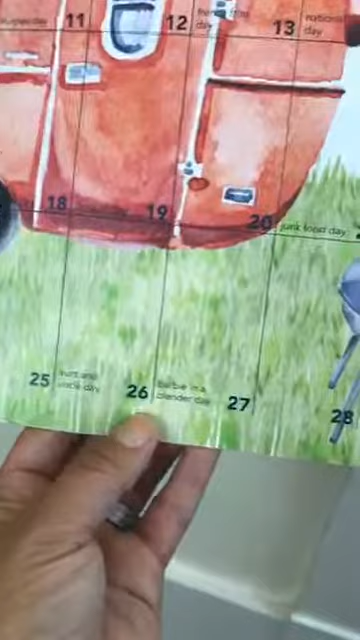 11
12
day
13 national
day
18
19
20 junk food day
25 aunt and
uncle day
26 barbie in a
blender day
27
28